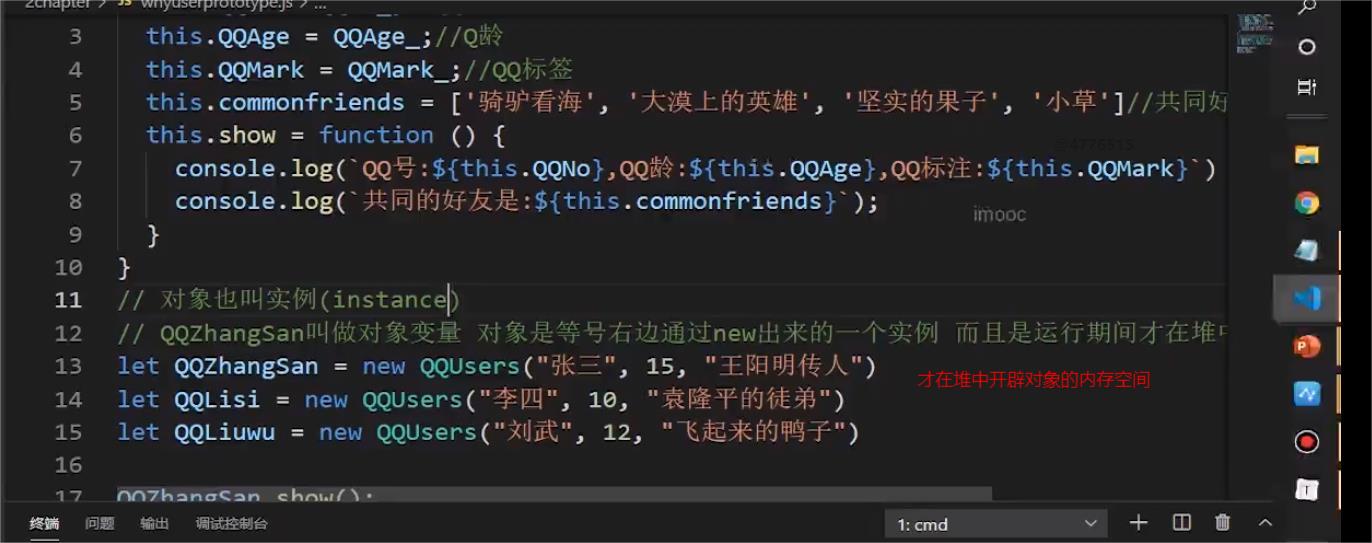 2chapter > JS whyuserprototype.js > ...
3 this.QQAge = QQAge_;//Q龄
4 this.QQMark = QQMark_;//QQ标签
5 this.commonfriends = ['骑驴看海', '大漠上的英雄', '坚实的果子', '小草']//共同好
6 this.show = function () {
7 console.log(`QQ号:${this.QQNo},QQ龄:${this.QQAge},QQ标注:${this.QQMark}`)
8 console.log(`共同的好友是:${this.commonfriends}`);
imooc
9 }
10 }
11 // 对象也叫实例(instance)
12 // QQZhangSan叫做对象变量 对象是等号右边通过new出来的一个实例 而且是运行期间才在堆中
13 let QQZhangSan = new QQUsers("张三", 15, "王阳明传人")
才在堆中开辟对象的内存空间
14 let QQLisi = new QQUsers("李四", 10, "袁隆平的徒弟")
15 let QQLiuwu = new QQUsers("刘武", 12, "飞起来的鸭子")
16
17 QQZhangSan.show();
终端 问题 输出 调试控制台 1: cmd